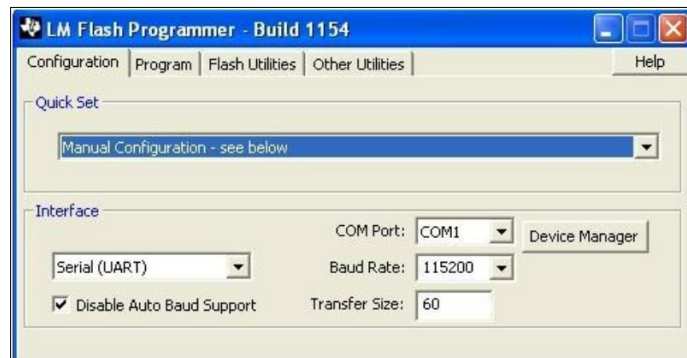 LM Flash Programmer - Build 1154
Configuration Program Flash Utilities Other Utilities Help
Quick Set
Manual Configuration - see below
Interface
COM Port: COM1 Device Manager
Serial (UART) Baud Rate: 115200
Disable Auto Baud Support Transfer Size: 60